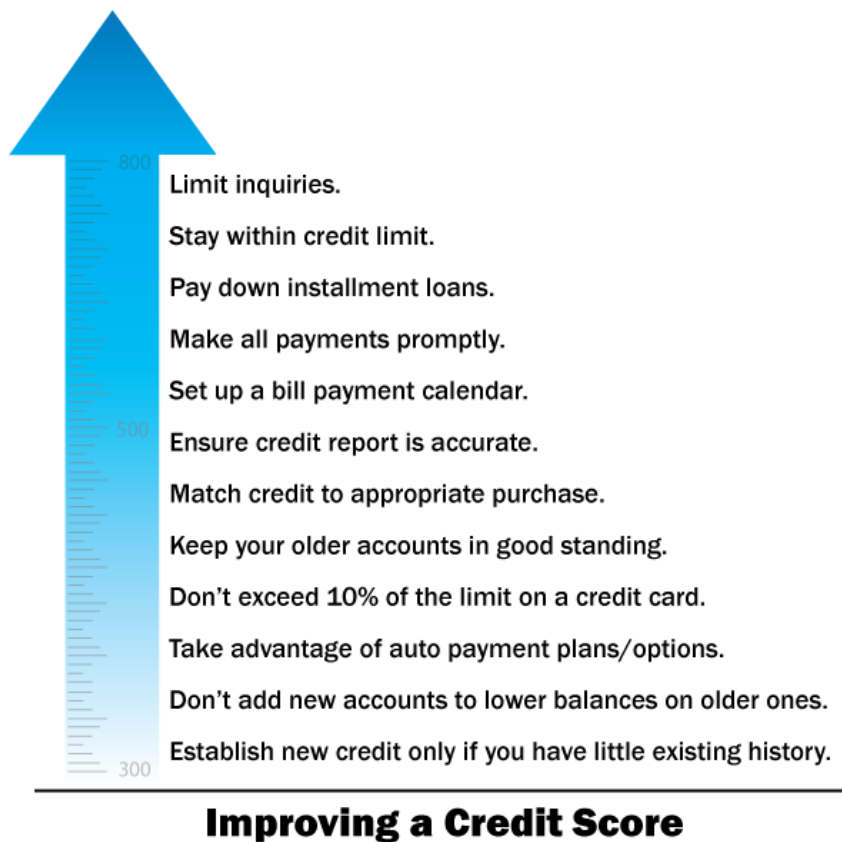 800
Limit inquiries.
Stay within credit limit.
Pay down installment loans.
Make all payments promptly.
Set up a bill payment calendar.
500
Ensure credit report is accurate.
Match credit to appropriate purchase.
Keep your older accounts in good standing.
Don’t exceed 10% of the limit on a credit card.
Take advantage of auto payment plans/options.
Don’t add new accounts to lower balances on older ones.
Establish new credit only if you have little existing history.
300
Improving a Credit Score